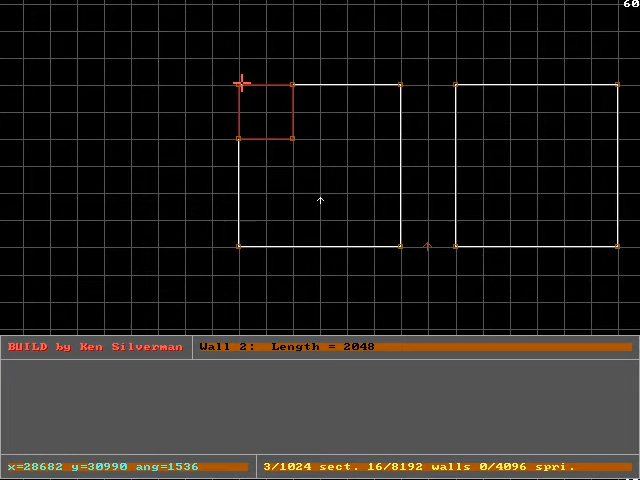 60
BUILD by Ken Silverman
Wall 2: Length = 2048
x=28682 y=30990 ang=1536
3/1024 sect. 16/8192 walls 0/4096 spri.